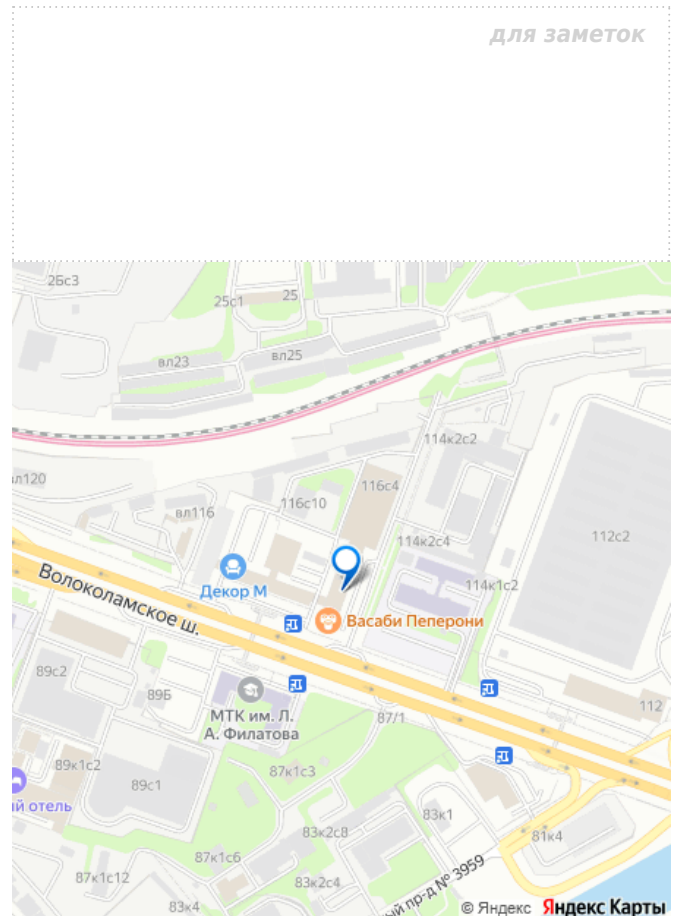 для заметок
2Бс3
25с1
25
вл23
вл25
114к2с2
вл120
116с4
116с10
вл116
112с2
114к2с4
Декор М
114к1с2
Волоколамское ш.
Васаби Пеперони
89с2
89Б
112
МТК им. Л.
А. Филатова
87/1
89к1с2
87к1с3
89с1
ий отель
83к1
83к2с8
81к4
87к1с6
87к1с12
83к2с4
ый пр-д № 3959
83к4
© Яндекс Яндекс Карты